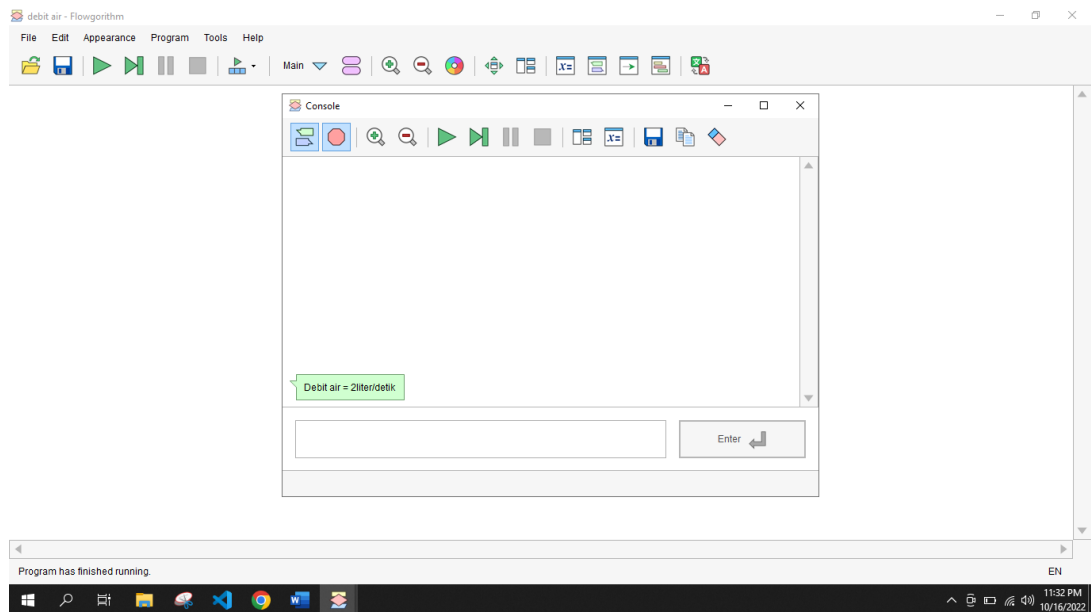 debit air - Flowgorithm
File Edit Appearance Program Tools Help
Main
Console
Debit air = 2liter/detik
Enter
Program has finished running.
EN
11:32 PM
10/16/2022